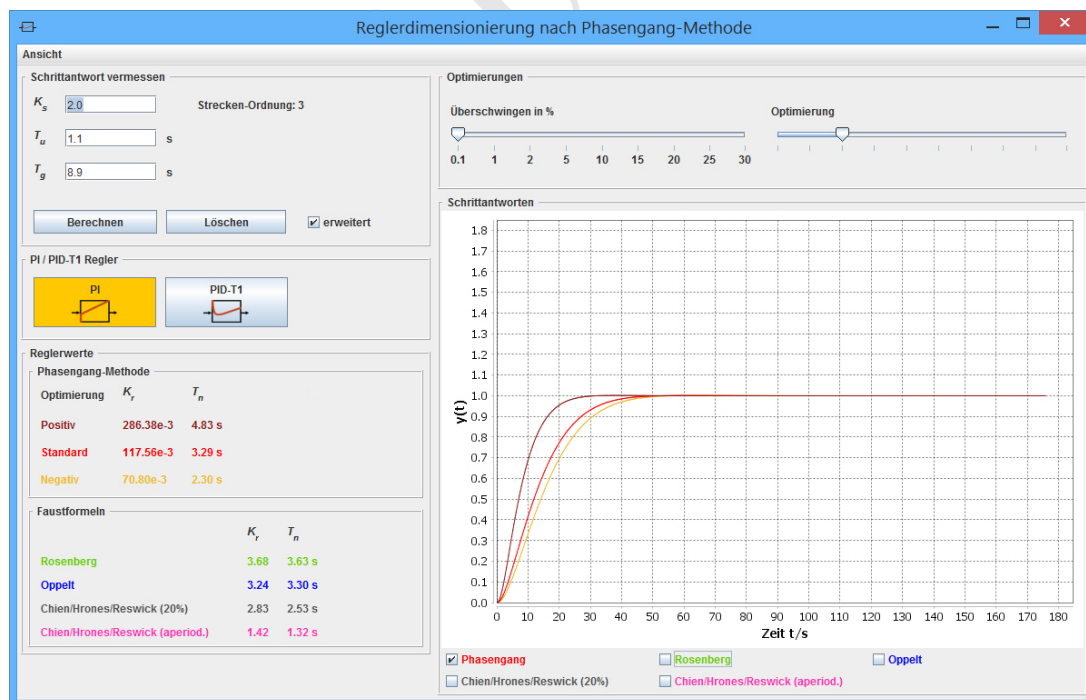 Reglerdimensionierung nach Phasengang-Methode
Ansicht
Schrittantwort vermessen
Ks 2.0 Strecken-Ordnung: 3
Tu 1.1 s
Tg 8.9 s
Berechnen Löschen erweitert
PI / PID-T1 Regler
PI PID-T1
Reglerwerte
Phasengang-Methode
Optimierung Kr Tn
Positiv 286.38e-3 4.83 s
Standard 117.56e-3 3.29 s
Negativ 70.80e-3 2.30 s
Faustformeln
Kr Tn
Rosenberg 3.68 3.63 s
Oppelt 3.24 3.30 s
Chien/Hrones/Reswick (20%) 2.83 2.53 s
Chien/Hrones/Reswick (aperiod.) 1.42 1.32 s
Optimierungen
Überschwingen in % Optimierung
0.1 1 2 5 10 15 20 25 30
Schrittantworten
1.8
1.7
1.6
1.5
1.4
1.3
1.2
1.1
1.0
0.9
0.8
0.7
0.6
0.5
0.4
0.3
0.2
0.1
0.0
y(t)
0 10 20 30 40 50 60 70 80 90 100 110 120 130 140 150 160 170 180
Zeit t/s
Phasengang Rosenberg Oppelt
Chien/Hrones/Reswick (20%) Chien/Hrones/Reswick (aperiod.)